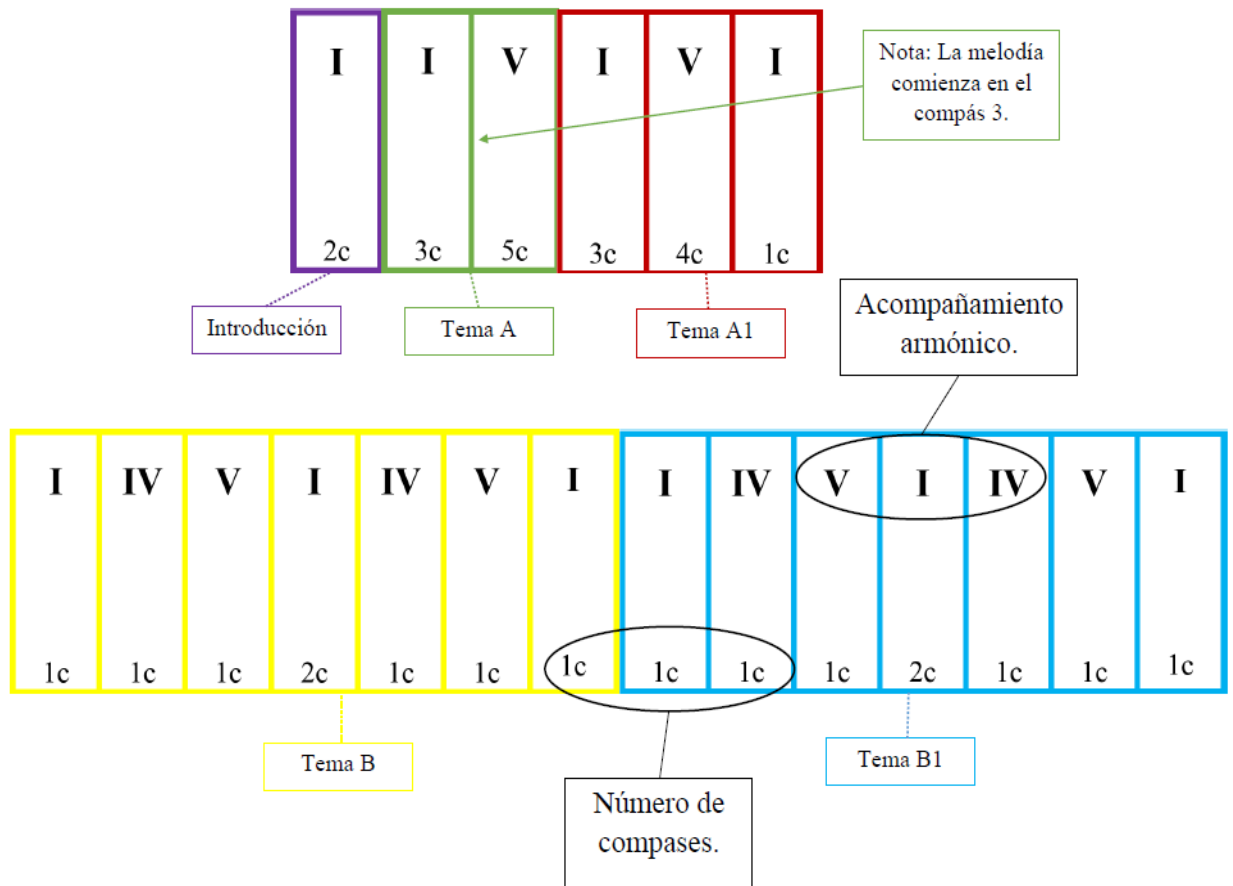 I I V I V I
Nota: La melodía
comienza en el
compás 3.
2c 3c 5c 3c 4c 1c
Introducción
Tema A
Tema A1
Acompañamiento
armónico.
I IV V I IV V I I IV V I IV V I
1c 1c 1c 2c 1c 1c 1c 1c 1c 1c 2c 1c 1c 1c
Tema B
Tema B1
Número de
compases.